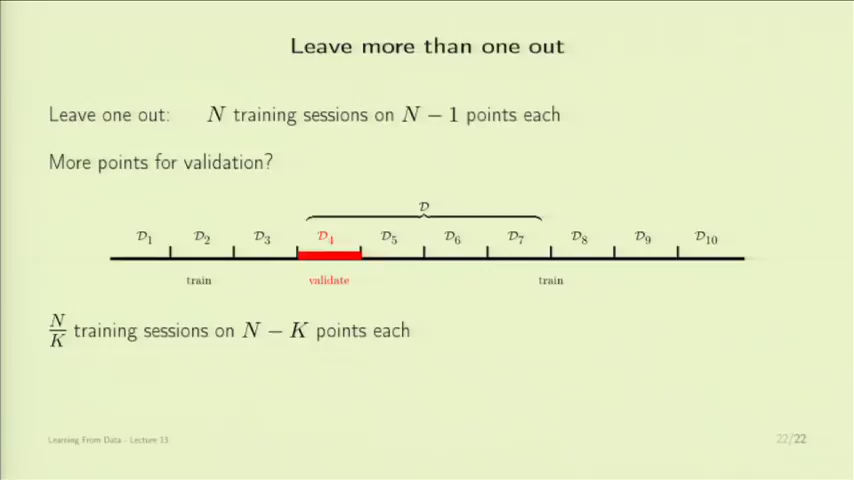 Leave more than one out
Leave one out: N training sessions on N − 1 points each
More points for validation?
𝒟
𝒟₁ 𝒟₂ 𝒟₃ 𝒟₄ 𝒟₅ 𝒟₆ 𝒟₇ 𝒟₈ 𝒟₉ 𝒟₁₀
train validate train
N/K training sessions on N − K points each
Learning From Data - Lecture 13 22/22